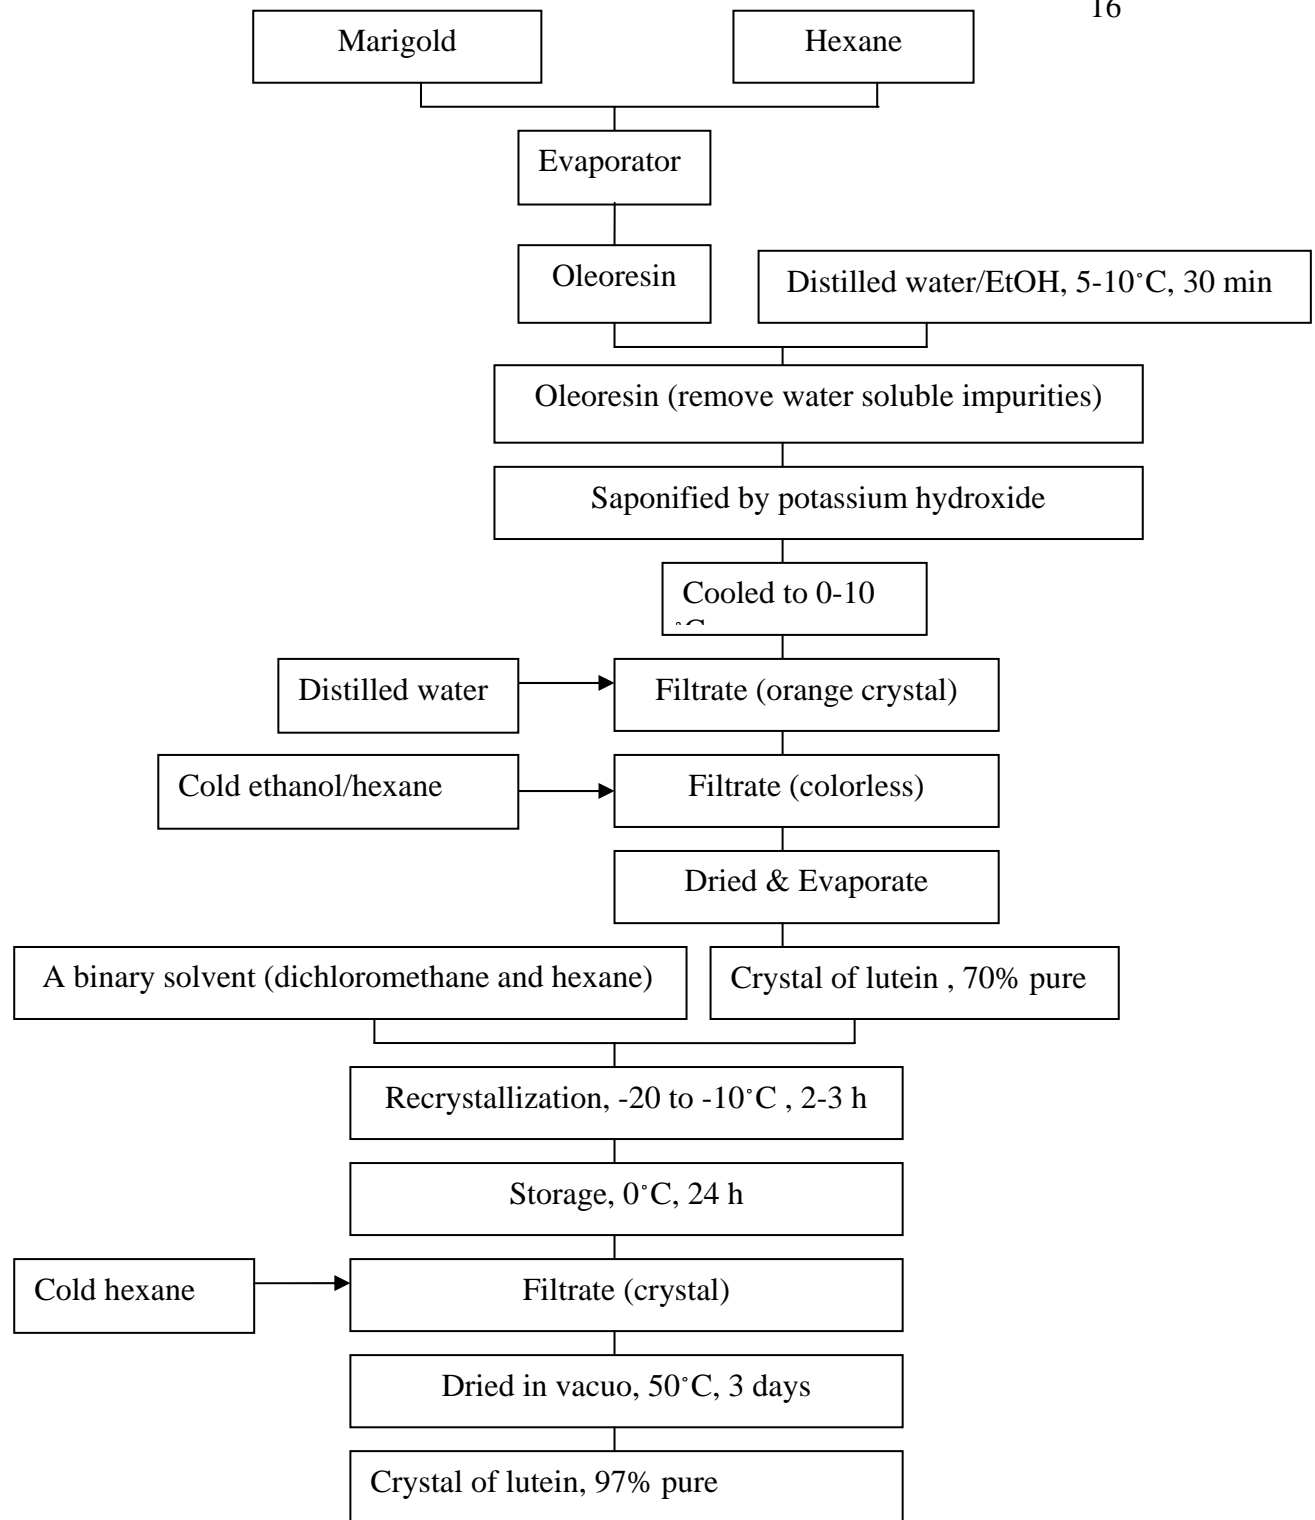 16
Marigold
Hexane
Evaporator
Oleoresin
Distilled water/EtOH, 5-10˚C, 30 min
Oleoresin (remove water soluble impurities)
Saponified by potassium hydroxide
Cooled to 0-10
˚C
Distilled water
Filtrate (orange crystal)
Cold ethanol/hexane
Filtrate (colorless)
Dried & Evaporate
A binary solvent (dichloromethane and hexane)
Crystal of lutein , 70% pure
Recrystallization, -20 to -10˚C , 2-3 h
Storage, 0˚C, 24 h
Cold hexane
Filtrate (crystal)
Dried in vacuo, 50˚C, 3 days
Crystal of lutein, 97% pure